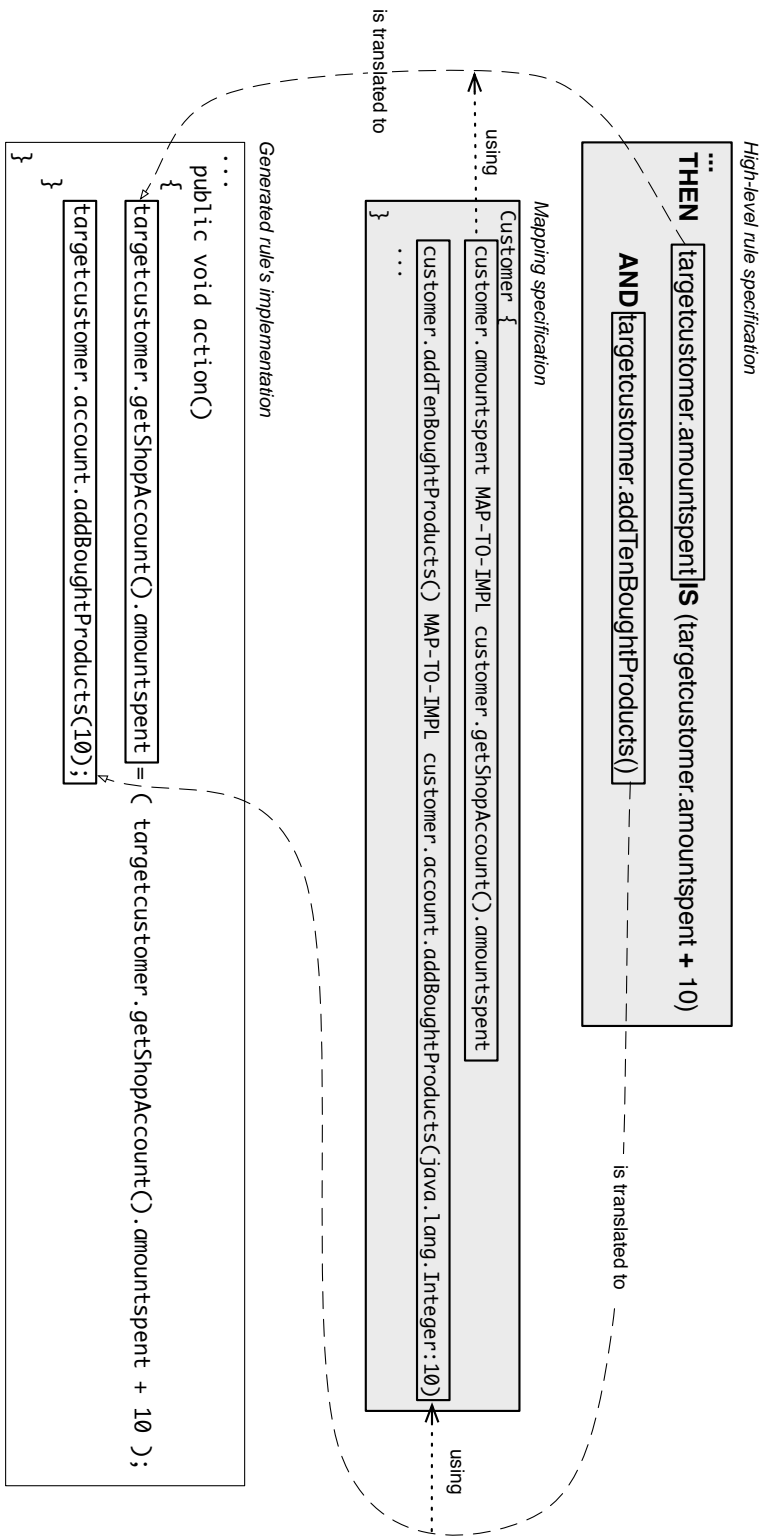 High-level rule specification
...
THEN targetcustomer.amountspent IS (targetcustomer.amountspent + 10)
AND targetcustomer.addTenBoughtProducts()
is translated to
using
Mapping specification
Customer {
customer.amountspent MAP-TO-IMPL customer.getShopAccount().amountspent
customer.addTenBoughtProducts() MAP-TO-IMPL customer.account.addBoughtProducts(java.lang.Integer:10)
...
}
using
is translated to
Generated rule's implementation
...
public void action()
{
targetcustomer.getShopAccount().amountspent = ( targetcustomer.getShopAccount().amountspent + 10 );
targetcustomer.account.addBoughtProducts(10);
}
}